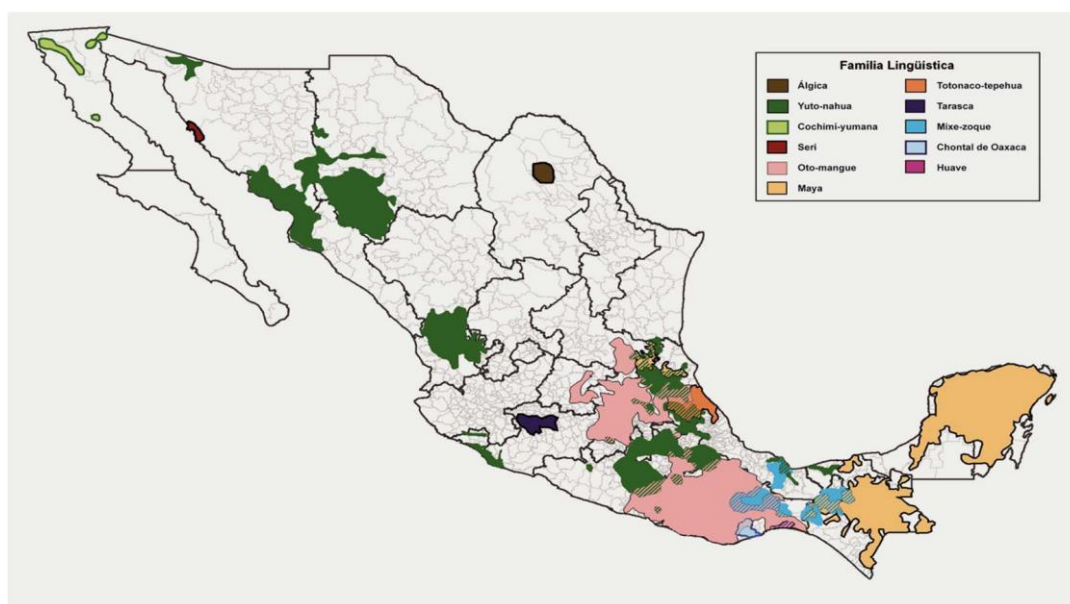 Familia Lingüística
Álgica
Yuto-nahua
Cochimí-yumana
Seri
Oto-mangue
Maya
Totonaco-tepehua
Tarasca
Mixe-zoque
Chontal de Oaxaca
Huave